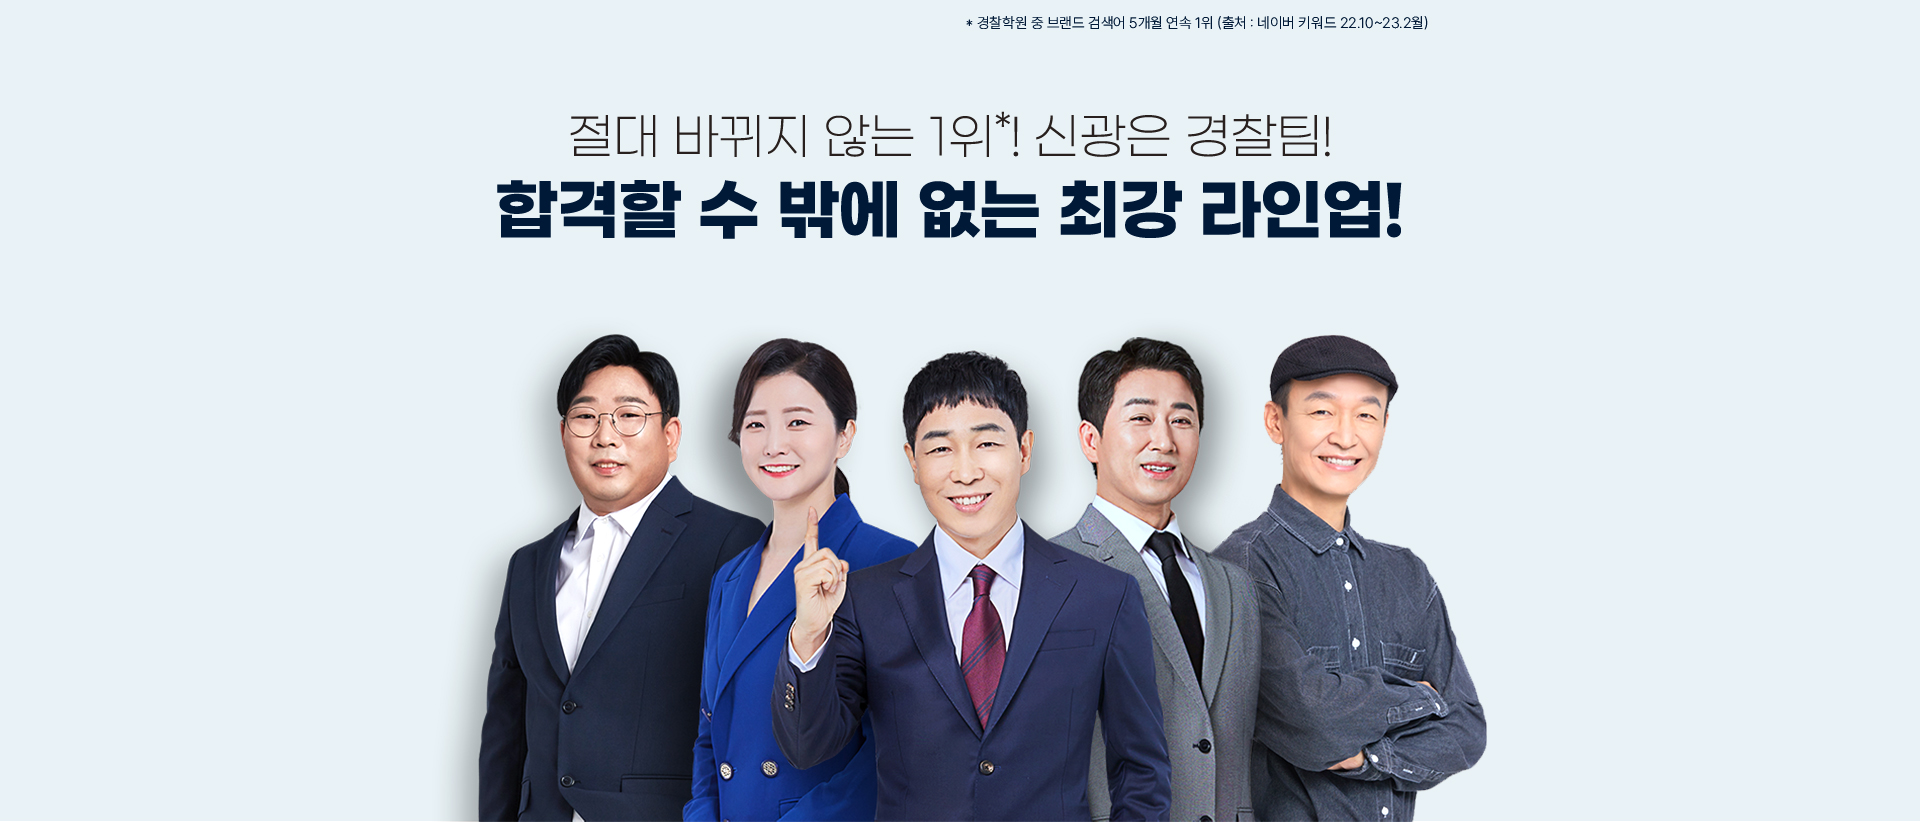 * 경찰학원 중 브랜드 검색어 5개월 연속 1위 (출처 : 네이버 키워드 22.10~23.2월)
절대 바뀌지 않는 1위*! 신광은 경찰팀!
합격할 수 밖에 없는 최강 라인업!